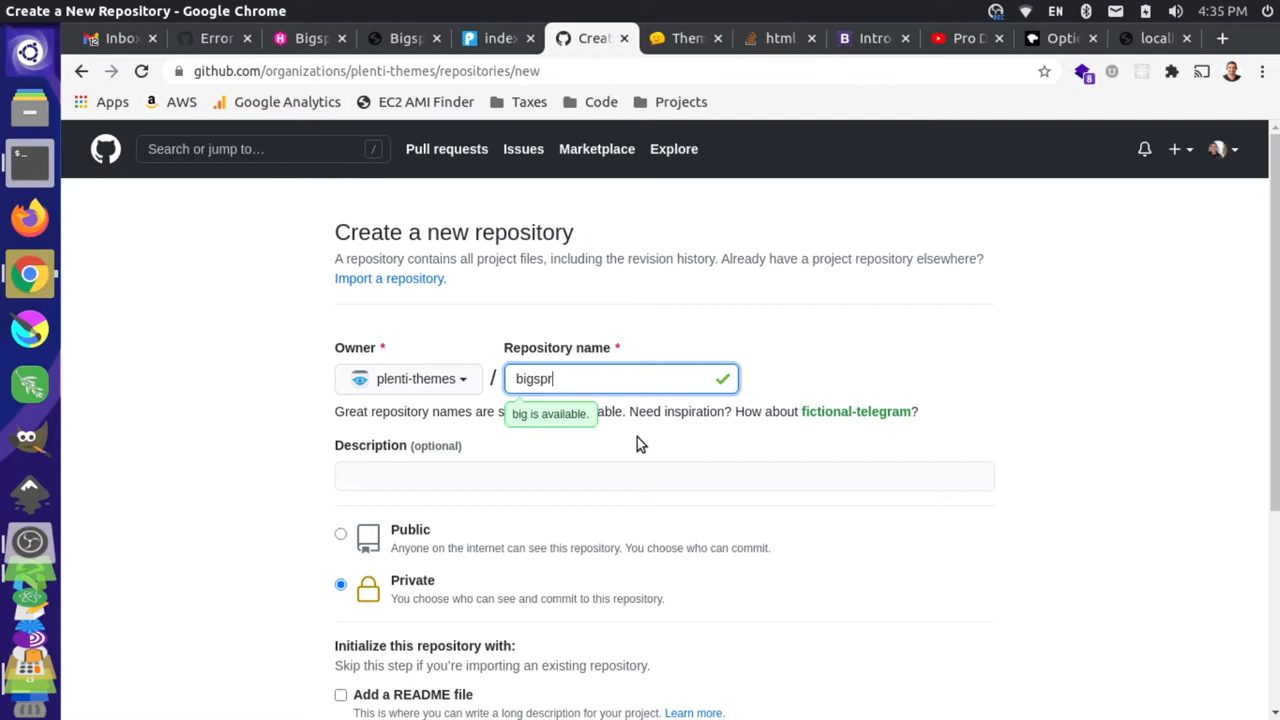 Create a New Repository - Google Chrome
REC
EN
4:35 PM
12
Inbox
Error
Bigsp
Bigsp
index
Creat
Them
html
Intro
Pro D
Optic
locall
github.com/organizations/plenti-themes/repositories/new
8
Apps
AWS
Google Analytics
EC2 AMI Finder
Taxes
Code
Projects
Search or jump to…
/
Pull requests
Issues
Marketplace
Explore
Create a new repository
A repository contains all project files, including the revision history. Already have a project repository elsewhere?
Import a repository.
Owner *
Repository name *
plenti-themes
/
bigspr
Great repository names are s
able. Need inspiration? How about fictional-telegram?
big is available.
Description (optional)
Public
Anyone on the internet can see this repository. You choose who can commit.
Private
You choose who can see and commit to this repository.
Initialize this repository with:
Skip this step if you're importing an existing repository.
Add a README file
This is where you can write a long description for your project. Learn more.